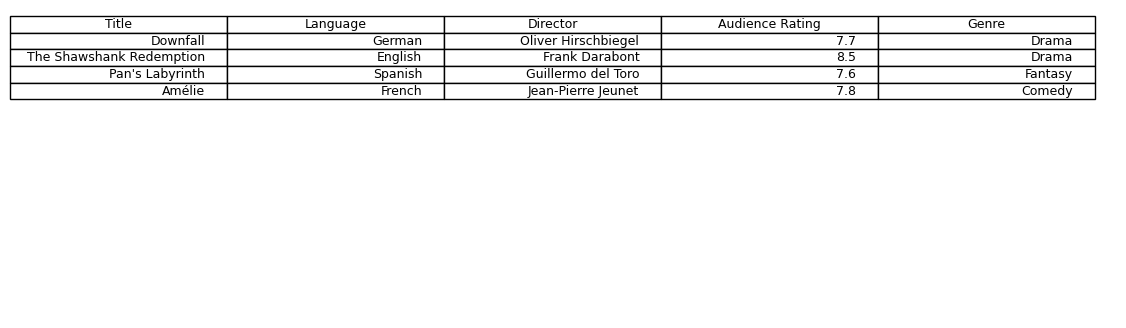 Title Language Director Audience Rating Genre
Downfall German Oliver Hirschbiegel 7.7 Drama
The Shawshank Redemption English Frank Darabont 8.5 Drama
Pan's Labyrinth Spanish Guillermo del Toro 7.6 Fantasy
Amélie French Jean-Pierre Jeunet 7.8 Comedy